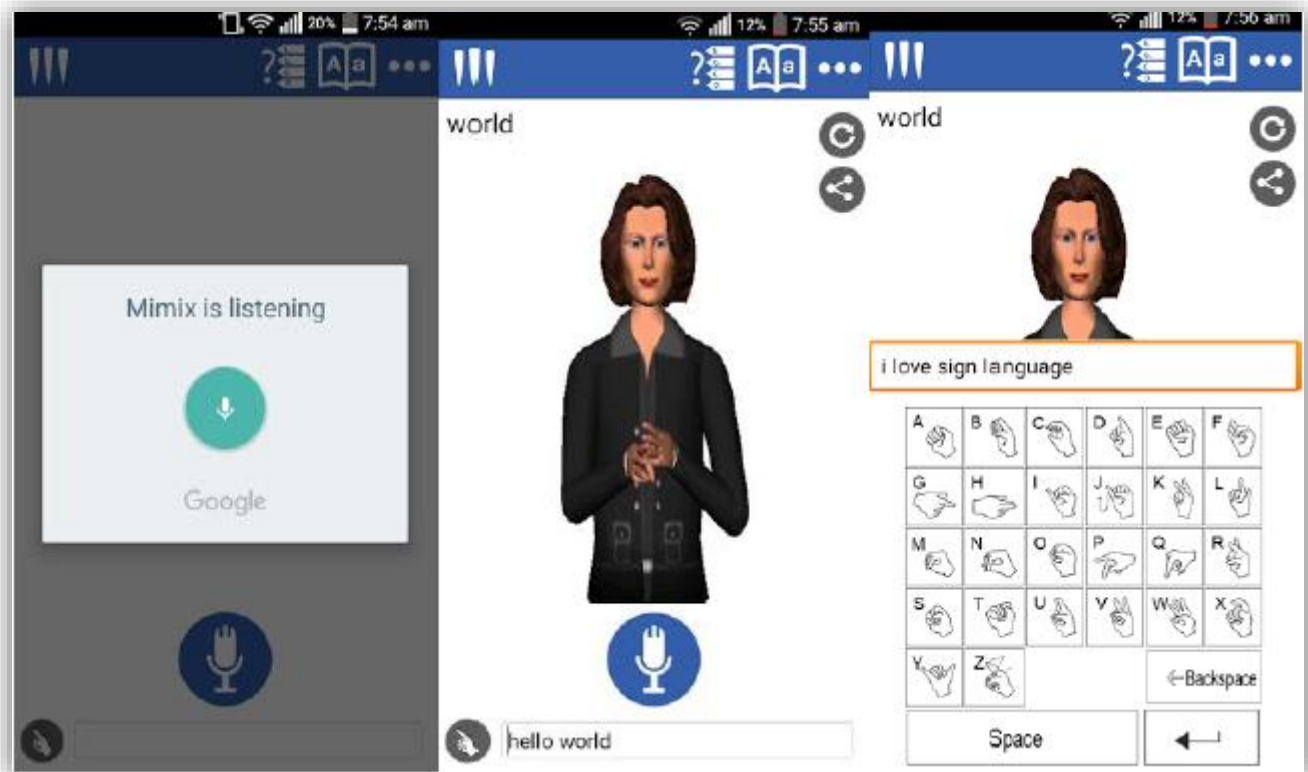 20% 7:54 am
Mimix is listening
Google
12% 7:55 am
? A a
world
hello world
12% 7:56 am
? A a
world
i love sign language
A B C D E F
G H I J K L
M N O P Q R
S T U V W X
Y Z ←Backspace
Space